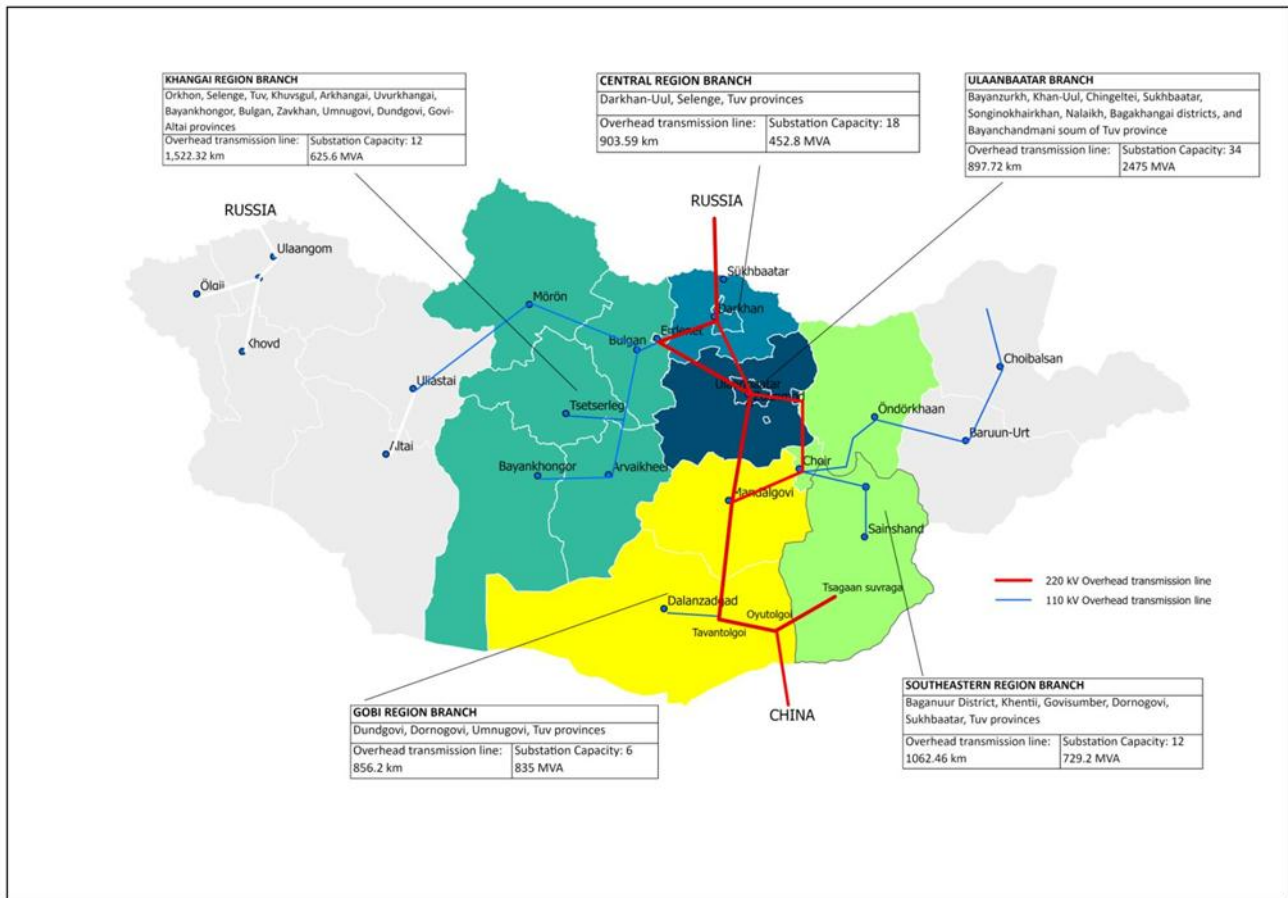 KHANGAI REGION BRANCH
Orkhon, Selenge, Tuv, Khuvsgul, Arkhangai, Uvurkhangai,
Bayankhongor, Bulgan, Zavkhan, Umnugovi, Dundgovi, Govi-
Altai provinces
Overhead transmission line:
1,522.32 km
Substation Capacity: 12
625.6 MVA
CENTRAL REGION BRANCH
Darkhan-Uul, Selenge, Tuv provinces
Overhead transmission line:
903.59 km
Substation Capacity: 18
452.8 MVA
ULAANBAATAR BRANCH
Bayanzurkh, Khan-Uul, Chingeltei, Sukhbaatar,
Songinokhairkhan, Nalaikh, Bagakhangai districts, and
Bayanchandmani soum of Tuv province
Overhead transmission line:
897.72 km
Substation Capacity: 34
2475 MVA
RUSSIA
RUSSIA
Ulaangom
Ölgii
Khovd
Uliastai
Altai
Mörön
Bulgan
Erdenet
Sükhbaatar
Darkhan
Ulaanbaatar
Tsetserleg
Bayankhongor
Arvaikheer
Choir
Öndörkhaan
Choibalsan
Baruun-Urt
Mandalgovi
Sainshand
Dalanzadgad
Tavantolgoi
Oyutolgoi
Tsagaan suvraga
220 kV Overhead transmission line
110 kV Overhead transmission line
CHINA
GOBI REGION BRANCH
Dundgovi, Dornogovi, Umnugovi, Tuv provinces
Overhead transmission line:
856.2 km
Substation Capacity: 6
835 MVA
SOUTHEASTERN REGION BRANCH
Baganuur District, Khentii, Govisumber, Dornogovi,
Sukhbaatar, Tuv provinces
Overhead transmission line:
1062.46 km
Substation Capacity: 12
729.2 MVA